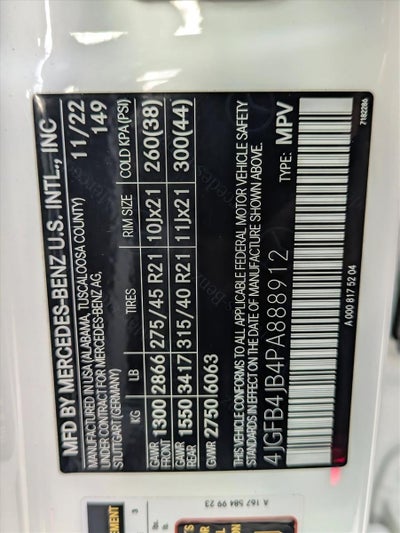 MFD BY MERCEDES-BENZ U.S. INTL., INC
MANUFACTURED IN USA (ALABAMA, TUSCALOOSA COUNTY) 11/22
UNDER CONTRACT FOR MERCEDES-BENZ AG, 149
STUTTGART (GERMANY)
KG LB TIRES RIM SIZE COLD KPA (PSI)
GAWR FRONT 1300 2866 275/45 R21 10Jx21 260(38)
GAWR REAR 1550 3417 315/40 R21 11Jx21 300(44)
GVWR 2750 6063
THIS VEHICLE CONFORMS TO ALL APPLICABLE FEDERAL MOTOR VEHICLE SAFETY
STANDARDS IN EFFECT ON THE DATE OF MANUFACTURE SHOWN ABOVE.
4JGFB4JB4PA888912 TYPE: MPV
A 000 817 52 04
7182286
A 167 584 99 23